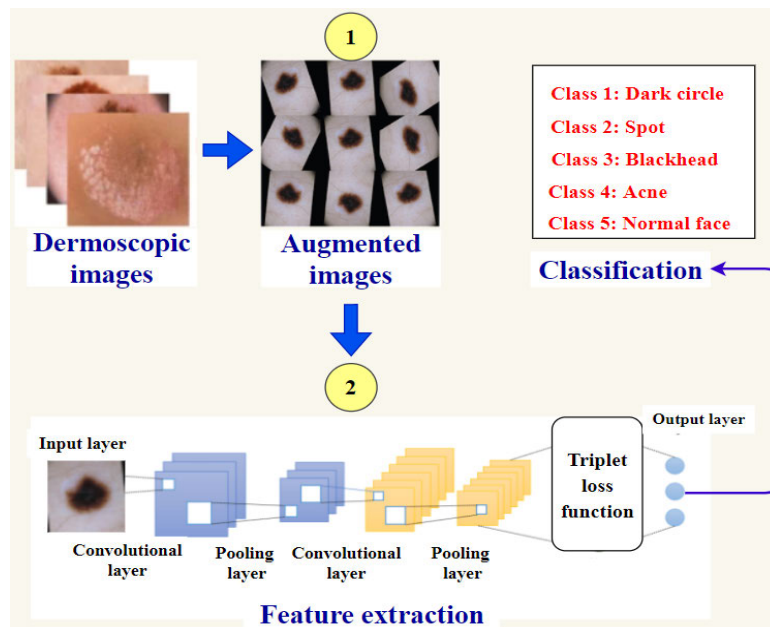 1
Dermoscopic
images
Augmented
images
Class 1: Dark circle
Class 2: Spot
Class 3: Blackhead
Class 4: Acne
Class 5: Normal face
Classification
2
Input layer
Convolutional
layer
Pooling
layer
Convolutional
layer
Pooling
layer
Triplet
loss
function
Output layer
Feature extraction